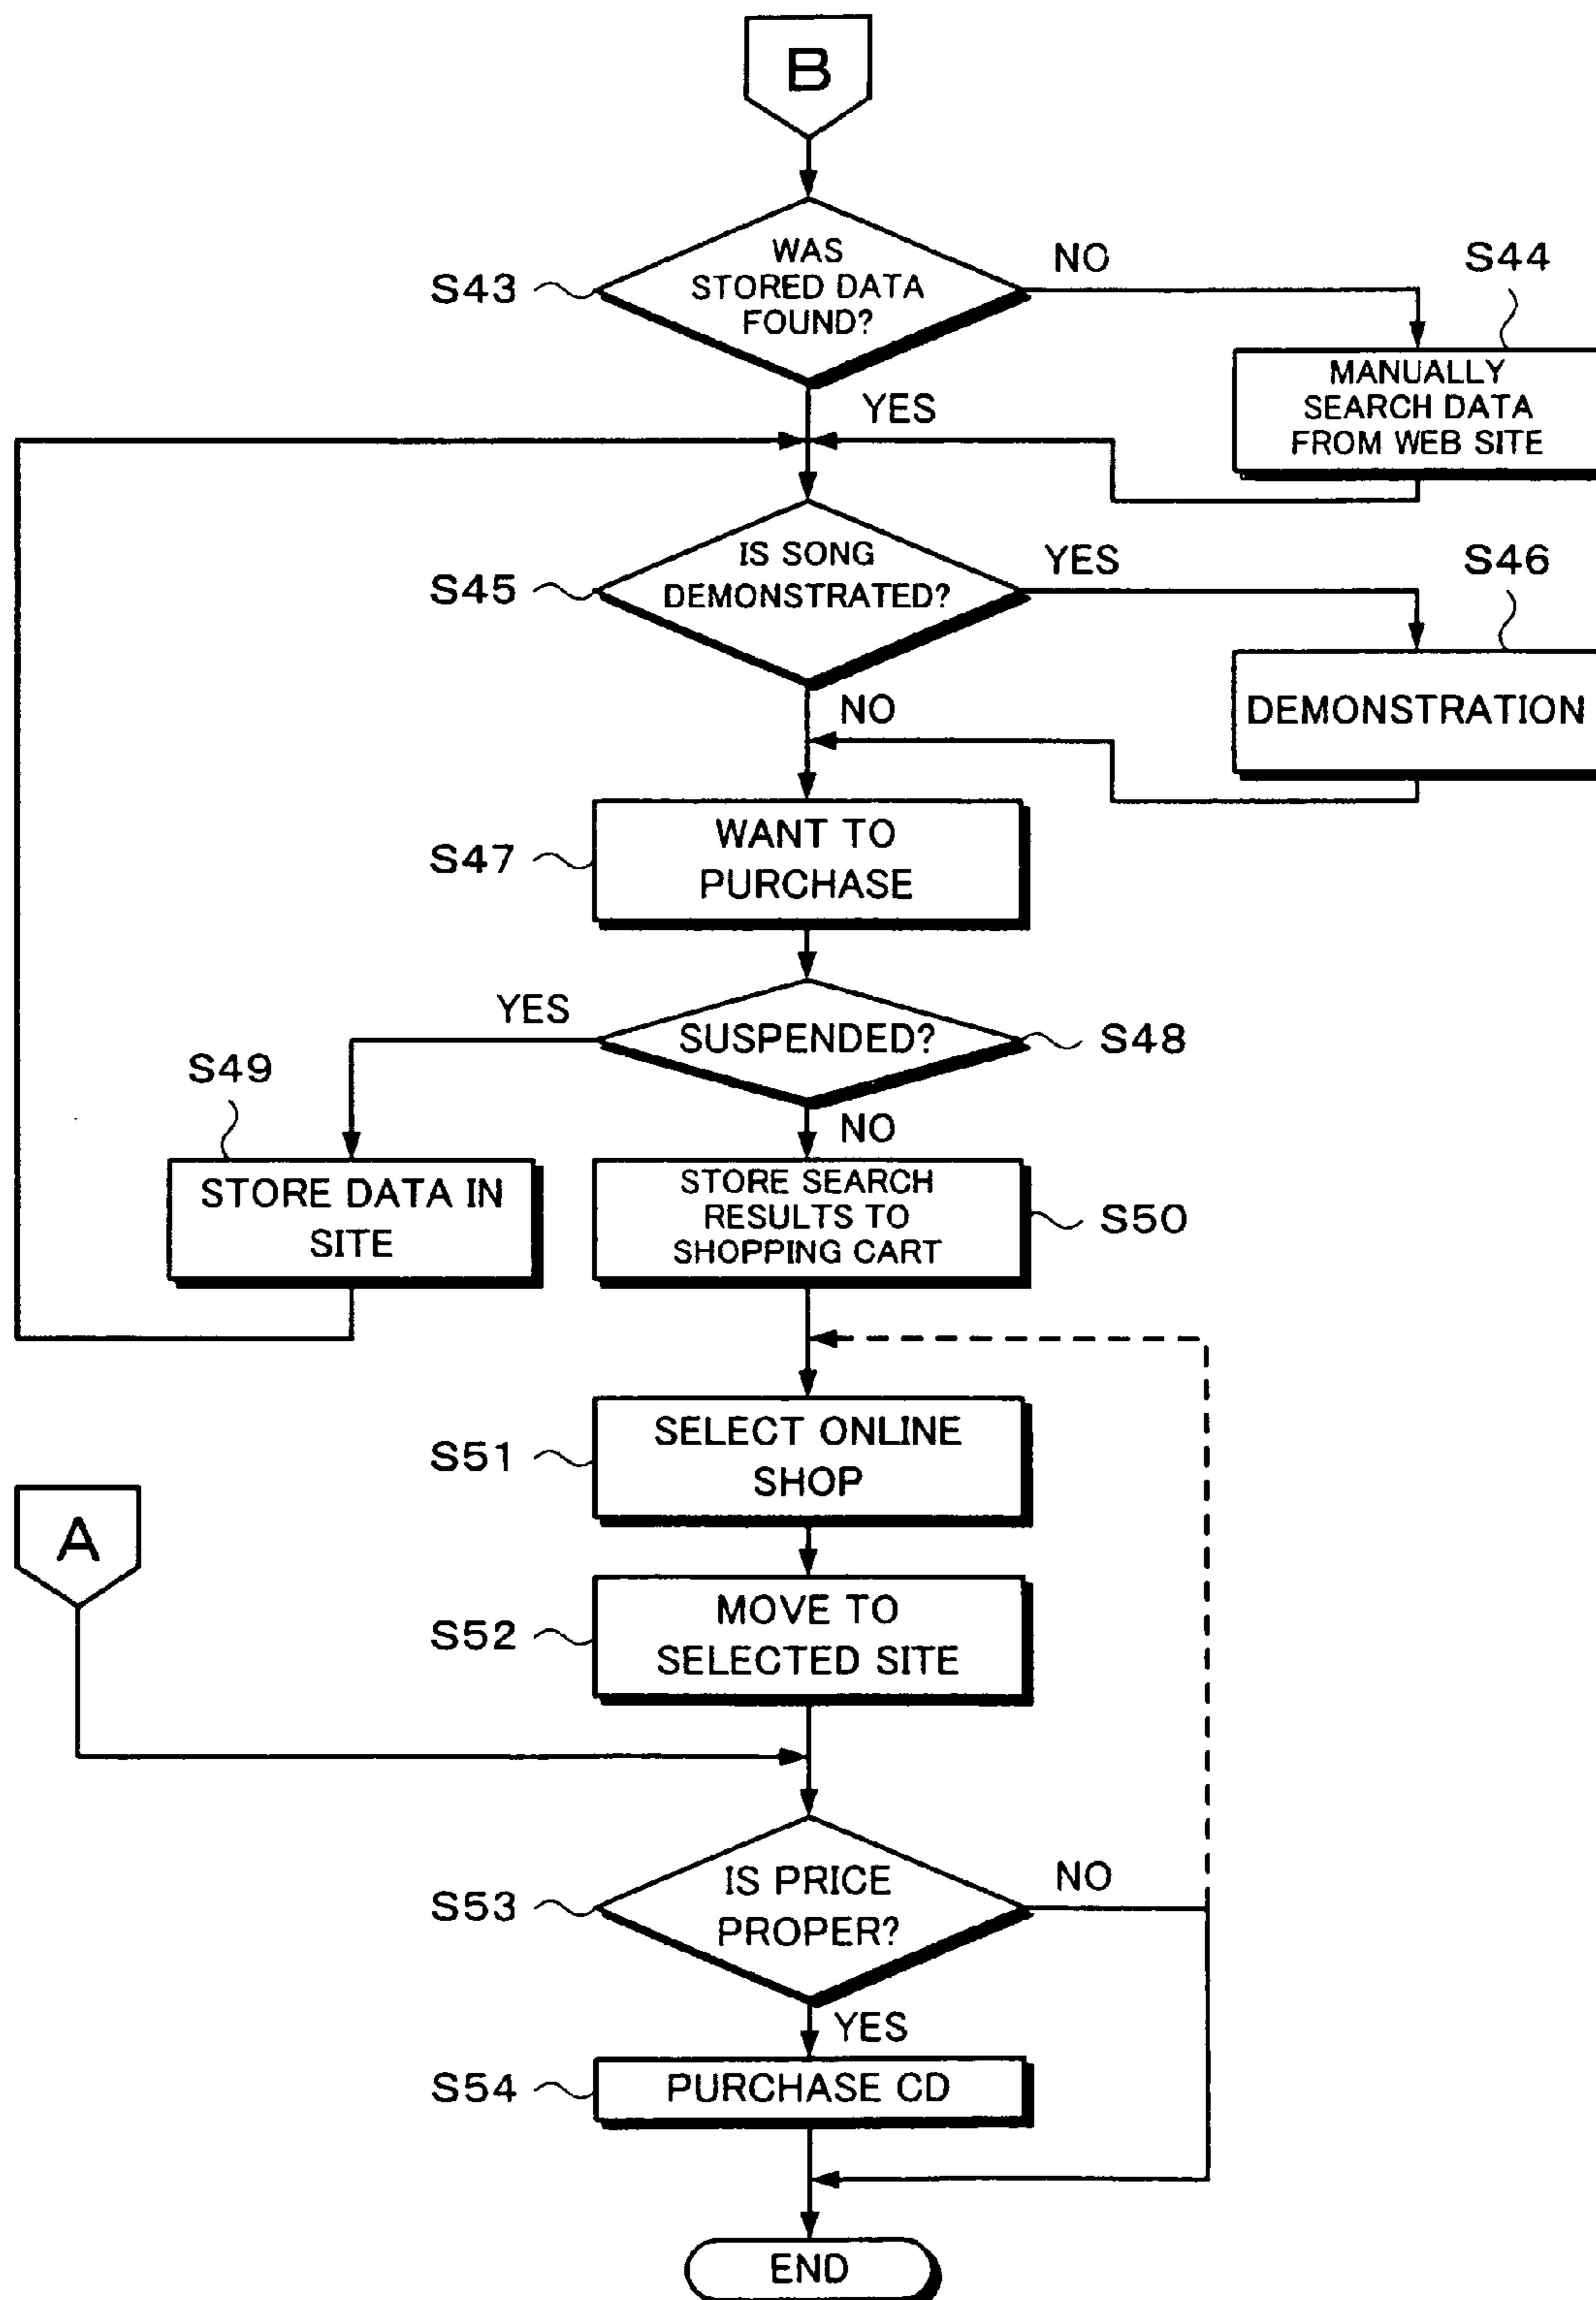 B
WAS
STORED DATA
FOUND?
S43
NO
S44
MANUALLY
SEARCH DATA
FROM WEB SITE
YES
IS SONG
DEMONSTRATED?
S45
YES
S46
DEMONSTRATION
NO
WANT TO
PURCHASE
S47
YES
SUSPENDED?
S48
S49
NO
STORE DATA IN
SITE
STORE SEARCH
RESULTS TO
SHOPPING CART
S50
SELECT ONLINE
SHOP
S51
A
MOVE TO
SELECTED SITE
S52
IS PRICE
PROPER?
S53
NO
YES
S54
PURCHASE CD
END